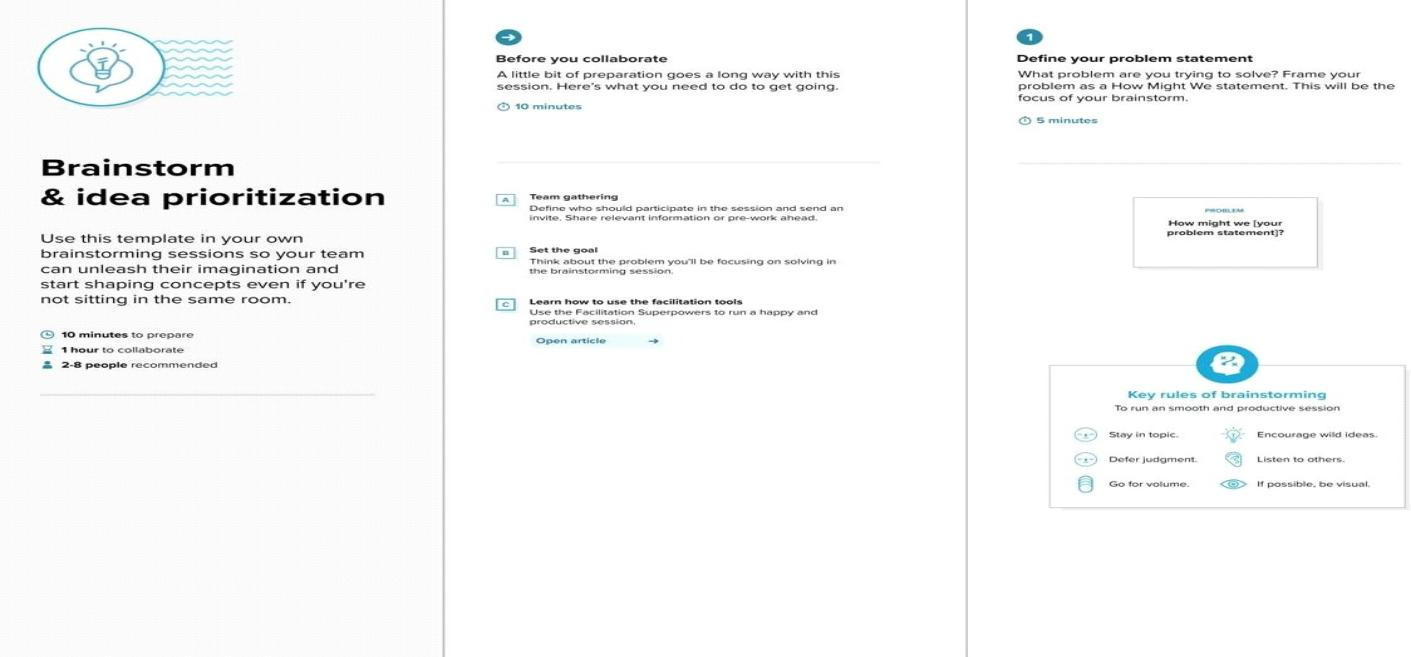 Brainstorm
& idea prioritization
Use this template in your own
brainstorming sessions so your team
can unleash their imagination and
start shaping concepts even if you're
not sitting in the same room.
10 minutes to prepare
1 hour to collaborate
2-8 people recommended
➔
Before you collaborate
A little bit of preparation goes a long way with this
session. Here's what you need to do to get going.
10 minutes
A
Team gathering
Define who should participate in the session and send an
invite. Share relevant information or pre-work ahead.
B
Set the goal
Think about the problem you'll be focusing on solving in
the brainstorming session.
C
Learn how to use the facilitation tools
Use the Facilitation Superpowers to run a happy and
productive session.
Open article ➔
1
Define your problem statement
What problem are you trying to solve? Frame your
problem as a How Might We statement. This will be the
focus of your brainstorm.
5 minutes
PROBLEM
How might we [your
problem statement]?
Key rules of brainstorming
To run an smooth and productive session
Stay in topic. Encourage wild ideas.
Defer judgment. Listen to others.
Go for volume. If possible, be visual.